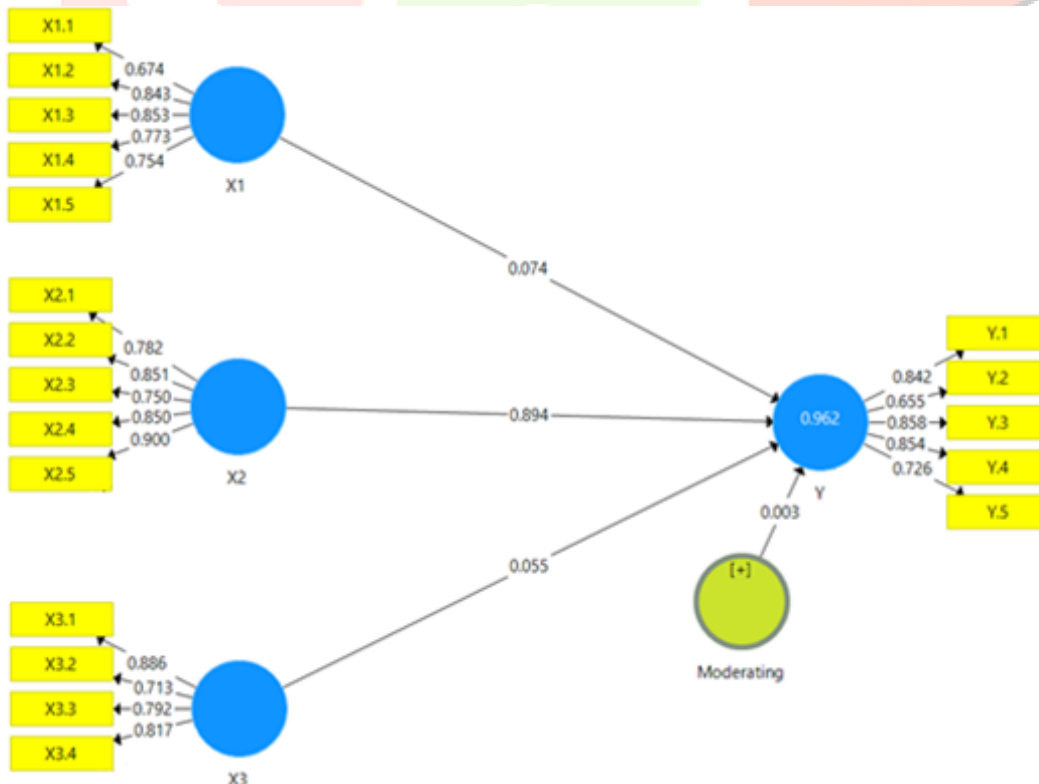 X1.1
X1.2
X1.3
X1.4
X1.5
0.674
0.843
0.853
0.773
0.754
X1
0.074
X2.1
X2.2
X2.3
X2.4
X2.5
0.782
0.851
0.750
0.850
0.900
X2
0.894
X3.1
X3.2
X3.3
X3.4
0.886
0.713
0.792
0.817
X3
0.055
0.962
Y
0.842
0.655
0.858
0.854
0.726
Y.1
Y.2
Y.3
Y.4
Y.5
0.003
[+]
Moderating